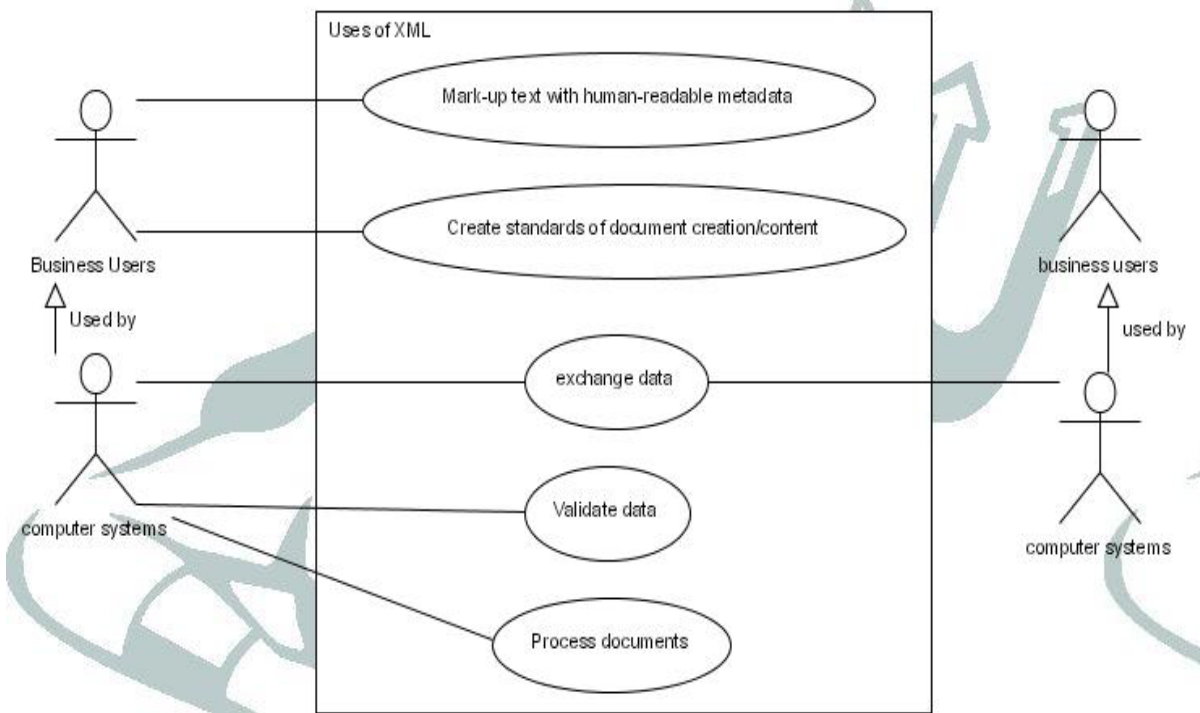 Uses of XML
Mark-up text with human-readable metadata
Create standards of document creation/content
Business Users
business users
Used by
used by
exchange data
Validate data
computer systems
computer systems
Process documents